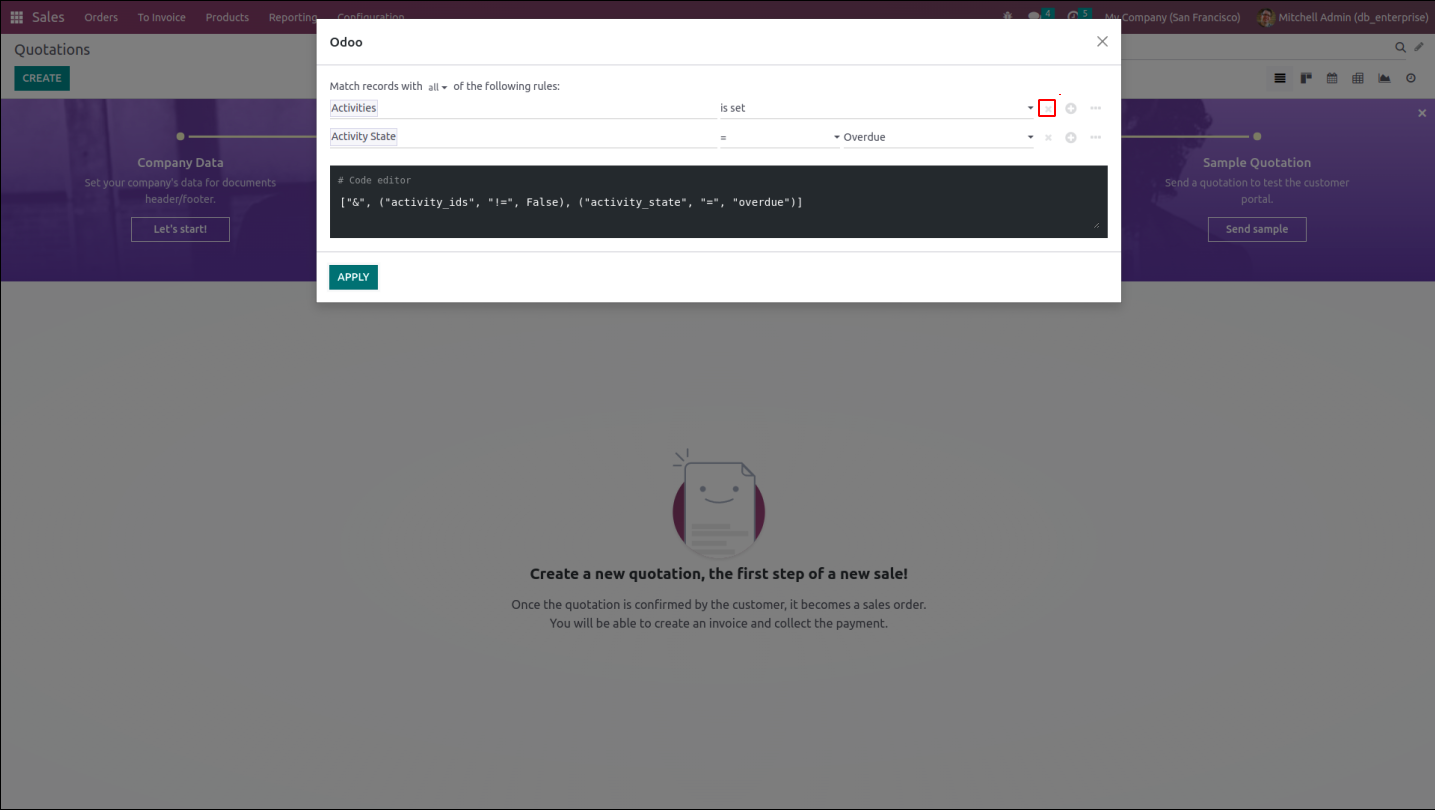 Sales Orders To Invoice Products Reporting Configuration 4 5 My Company (San Francisco) Mitchell Admin (db_enterprise)
Quotations
CREATE
Odoo
Match records with all of the following rules:
Activities is set
Activity State = Overdue
# Code editor
["&", ("activity_ids", "!=", False), ("activity_state", "=", "overdue")]
APPLY
Company Data
Set your company's data for documents
header/footer.
Let's start!
Sample Quotation
Send a quotation to test the customer
portal.
Send sample
Create a new quotation, the first step of a new sale!
Once the quotation is confirmed by the customer, it becomes a sales order.
You will be able to create an invoice and collect the payment.